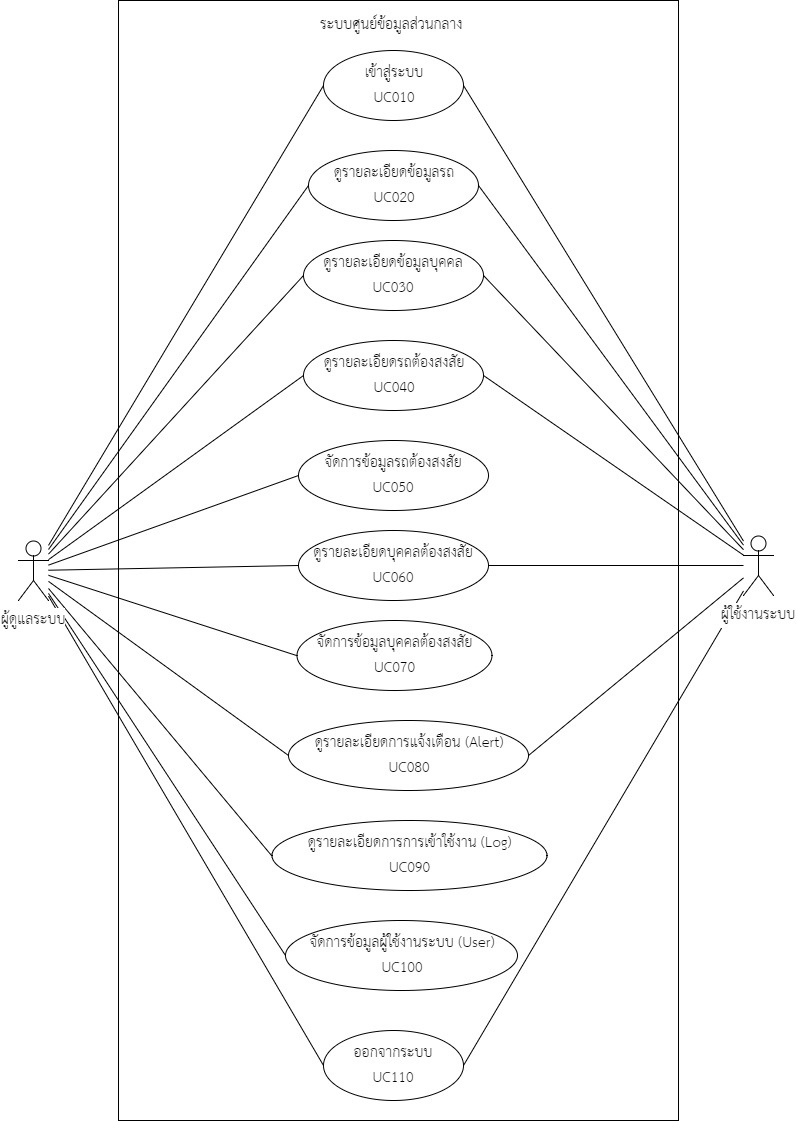 ระบบศูนย์ข้อมูลส่วนกลาง
เข้าสู่ระบบ
UC010
ดูรายละเอียดข้อมูลรถ
UC020
ดูรายละเอียดข้อมูลบุคคล
UC030
ดูรายละเอียดรถต้องสงสัย
UC040
จัดการข้อมูลรถต้องสงสัย
UC050
ดูรายละเอียดบุคคลต้องสงสัย
UC060
ผู้ดูแลระบบ
ผู้ใช้งานระบบ
จัดการข้อมูลบุคคลต้องสงสัย
UC070
ดูรายละเอียดการแจ้งเตือน (Alert)
UC080
ดูรายละเอียดการการเข้าใช้งาน (Log)
UC090
จัดการข้อมูลผู้ใช้งานระบบ (User)
UC100
ออกจากระบบ
UC110